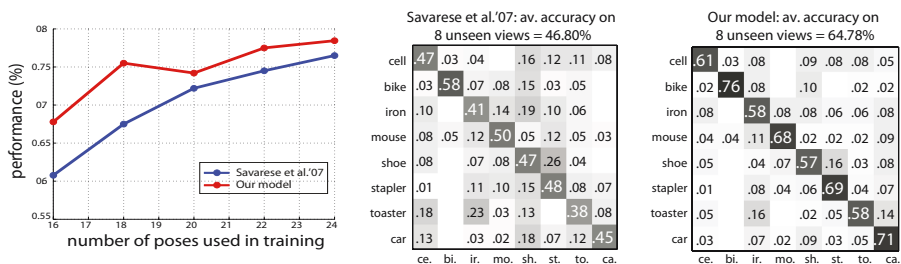 08
0.75
07
0.65
06
0.55
16 17 18 19 20 21 22 23 24
performance (%)
number of poses used in training
Savarese et al.'07
Our model
Savarese et al.'07: av. accuracy on
8 unseen views = 46.80%
cell .47 .03 .04 .16 .12 .11 .08
bike .03 .58 .07 .08 .15 .03 .05
iron .10 .41 .14 .19 .10 .06
mouse .08 .05 .12 .50 .05 .12 .05 .03
shoe .08 .07 .08 .47 .26 .04
stapler .01 .11 .10 .15 .48 .08 .07
toaster .18 .23 .03 .13 .38 .08
car .13 .03 .02 .18 .07 .12 .45
ce. bi. ir. mo. sh. st. to. ca.
Our model: av. accuracy on
8 unseen views = 64.78%
cell .61 .03 .08 .09 .08 .08 .05
bike .02 .76 .08 .10 .02 .02
iron .08 .58 .08 .08 .06 .06 .08
mouse .04 .04 .11 .68 .02 .02 .02 .09
shoe .05 .04 .07 .57 .16 .03 .08
stapler .01 .08 .04 .06 .69 .04 .07
toaster .05 .16 .02 .05 .58 .14
car .03 .07 .02 .09 .03 .05 .71
ce. bi. ir. mo. sh. st. to. ca.